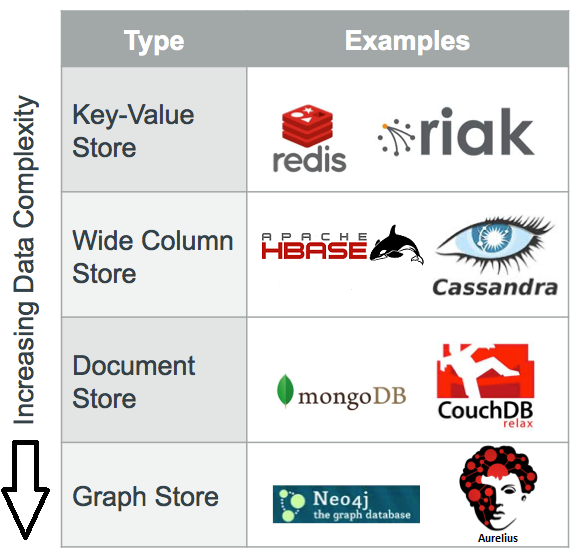 Type
Examples
Increasing Data Complexity
Key-Value
Store
redis
riak
Wide Column
Store
APACHE
HBASE
Cassandra
Document
Store
mongoDB
CouchDB
relax
Graph Store
Neo4j
the graph database
Aurelius